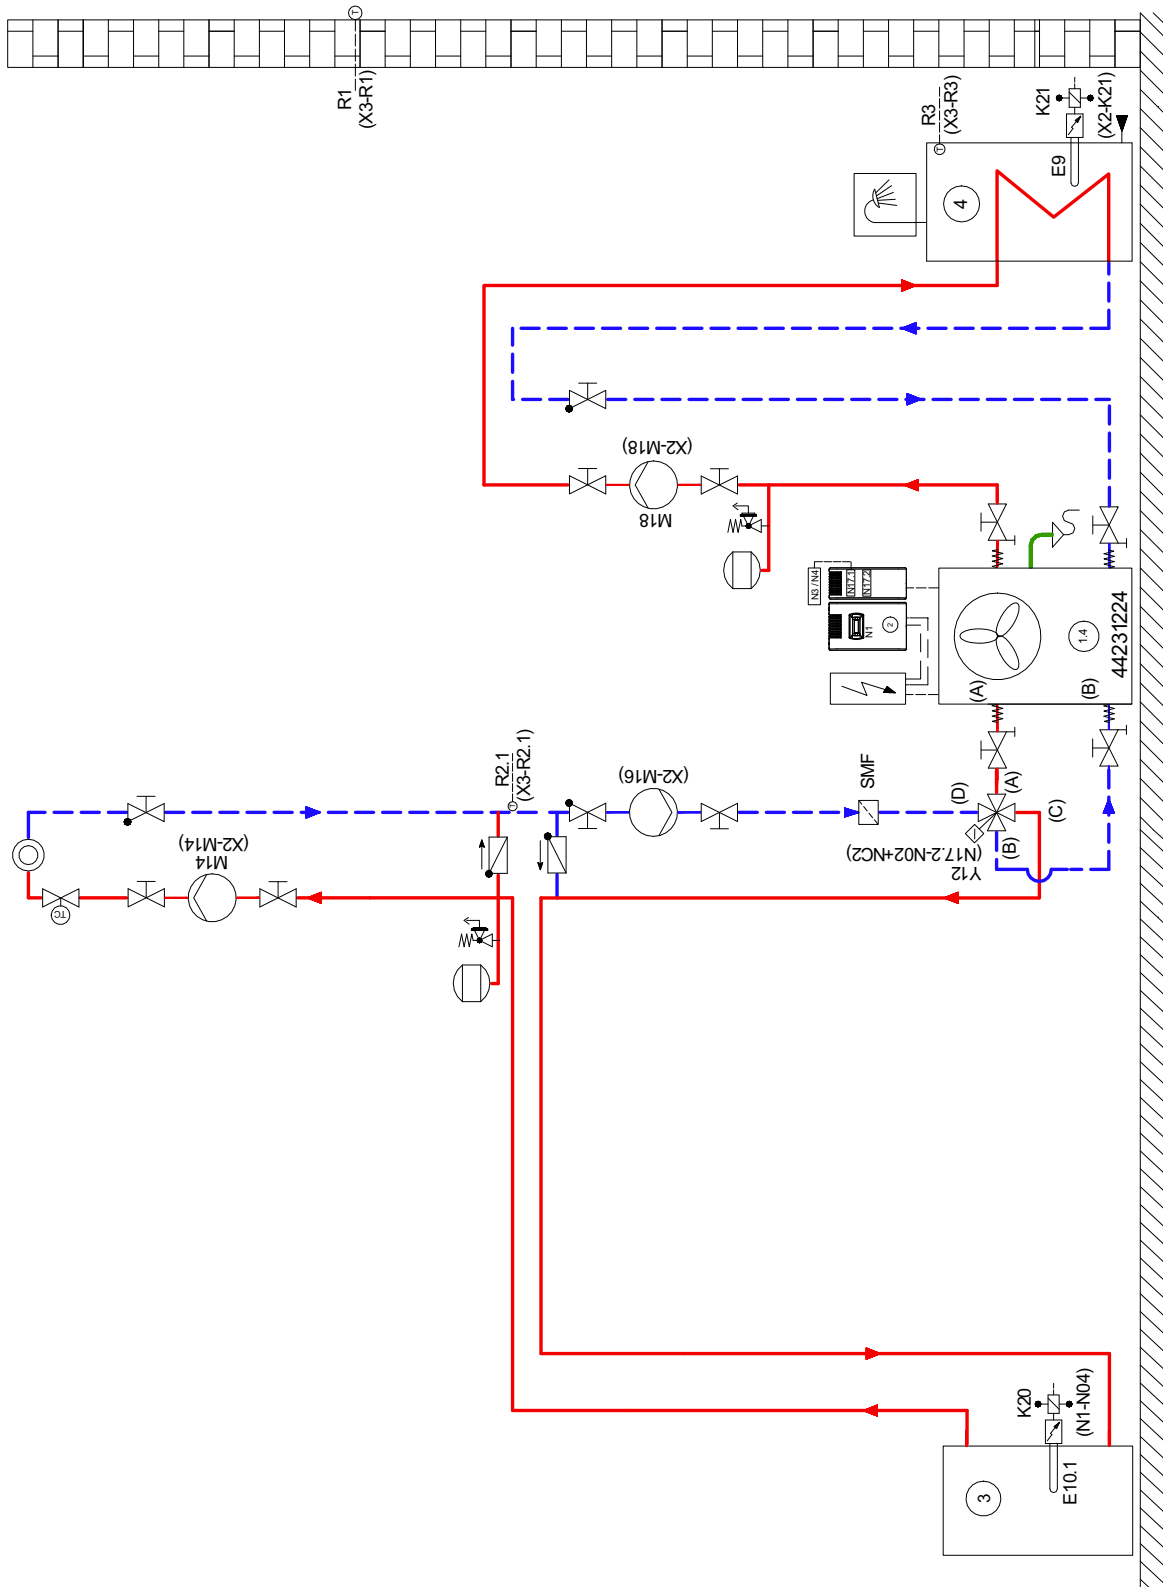 R1
(X3-R1)
T
R3
(X3-R3)
T
K21
(X2-K21)
E9
4
M18
(X2-M18)
N3 / N4
N17.1
N17.2
N1
2
1.4
44231224
(A)
(B)
R2.1
(X3-R2.1)
T
(X2-M16)
SMF
(D)
(A)
(B)
(C)
Y12
(N17.2-N02+NC2)
M14
(X2-M14)
TC
K20
(N1-N04)
E10.1
3